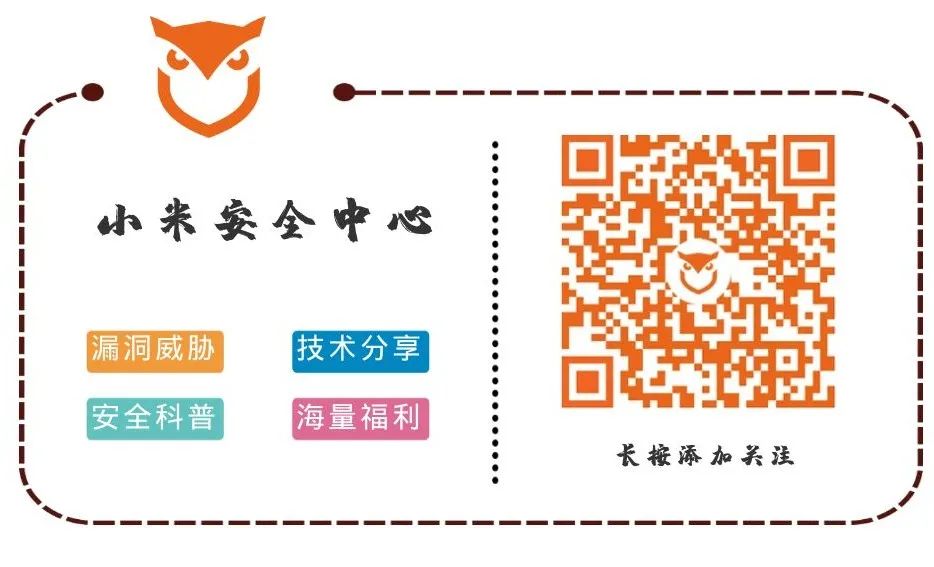 小米安全中心
漏洞威胁
技术分享
安全科普
海量福利
长按添加关注